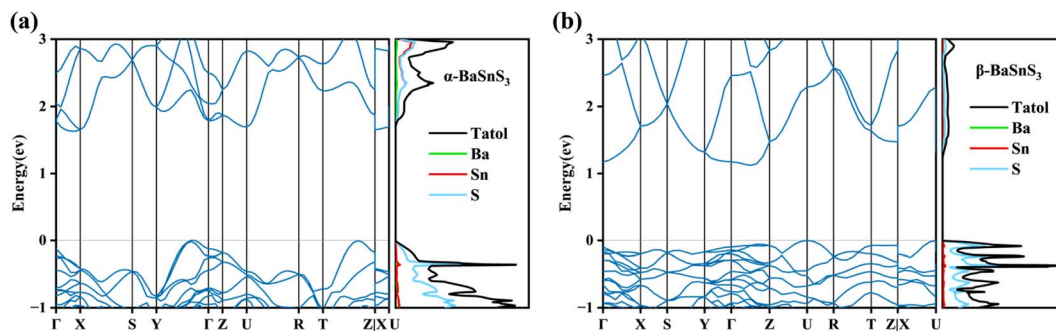 (a)
3
2
1
0
−1
Energy(ev)
Γ X S Y Γ Z U R T Z|X U
α-BaSnS3
Tatol
Ba
Sn
S
(b)
3
2
1
0
−1
Energy(ev)
Γ X S Y Γ Z U R T Z|X U
β-BaSnS3
Tatol
Ba
Sn
S